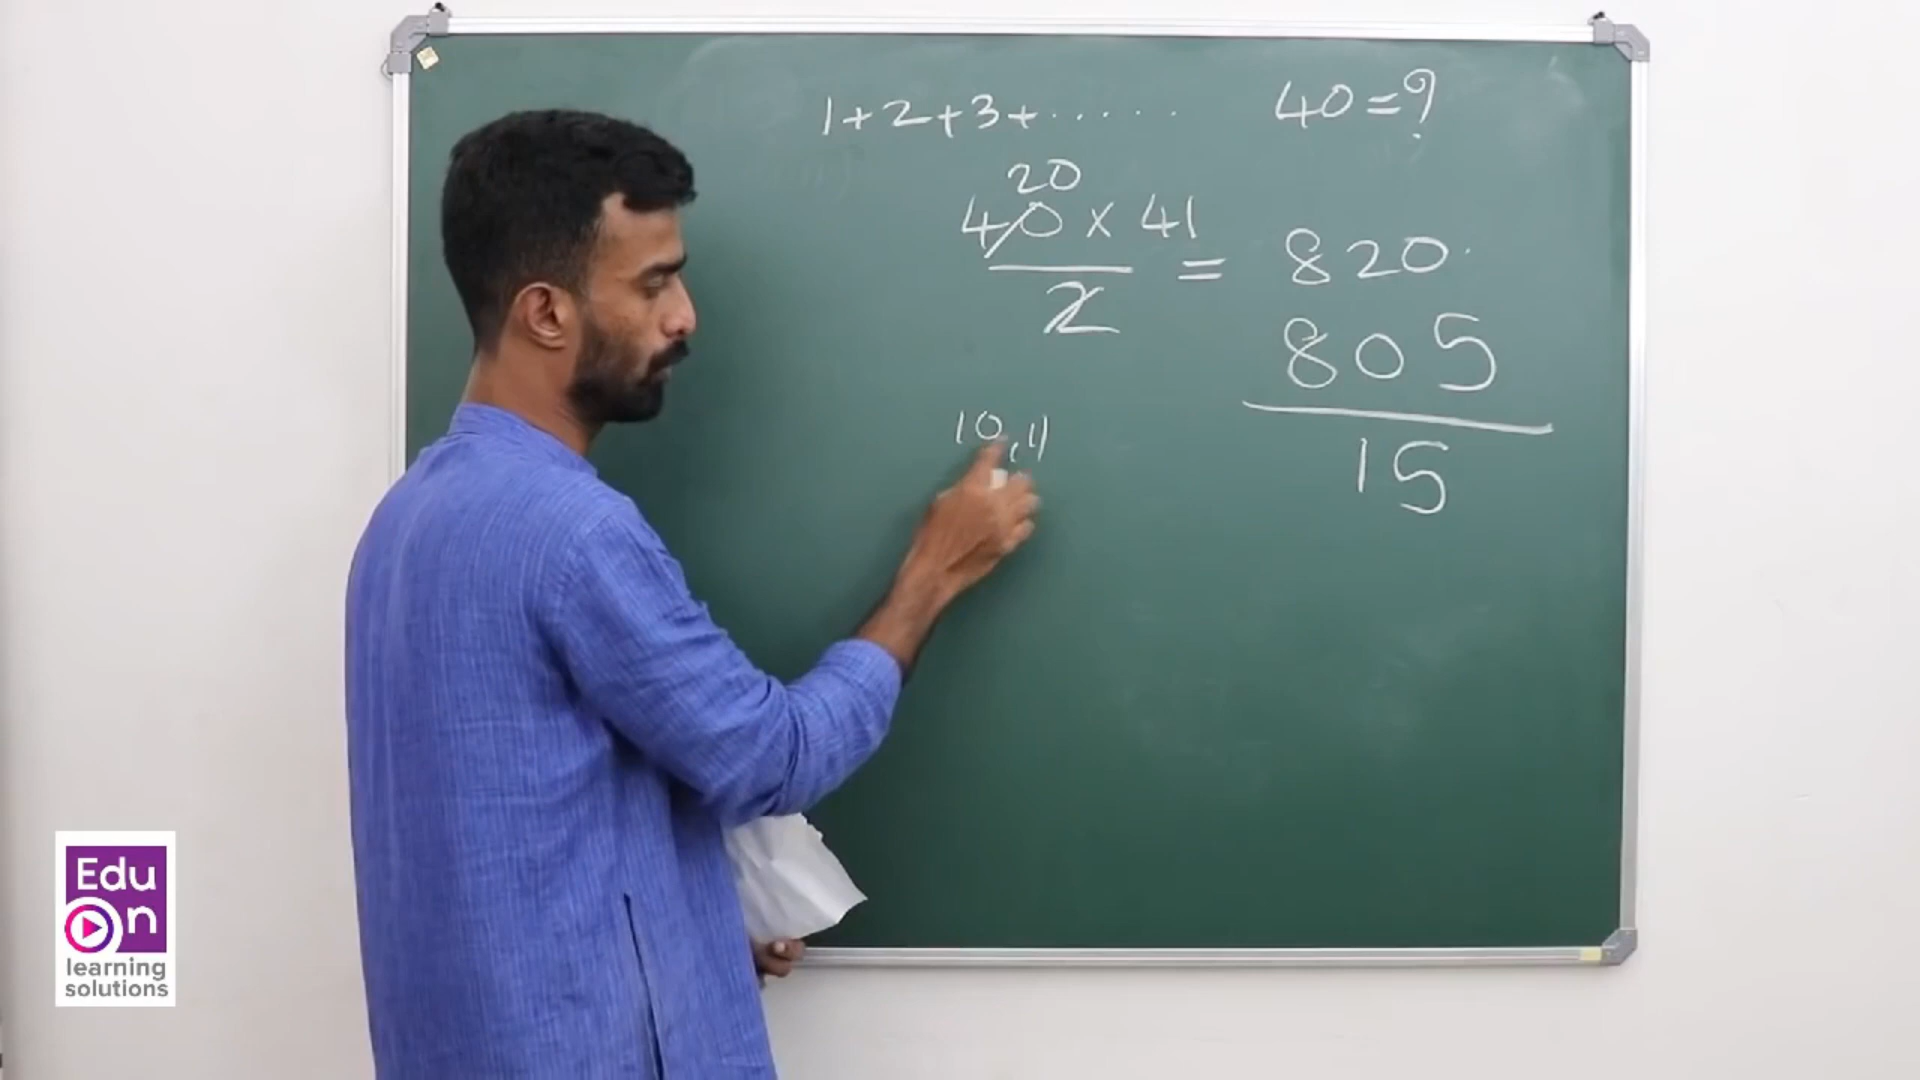 1+2+3+..... 40=?
20
40 x 41
2
= 820.
805
15
10, 11
Edu
On
learning
solutions